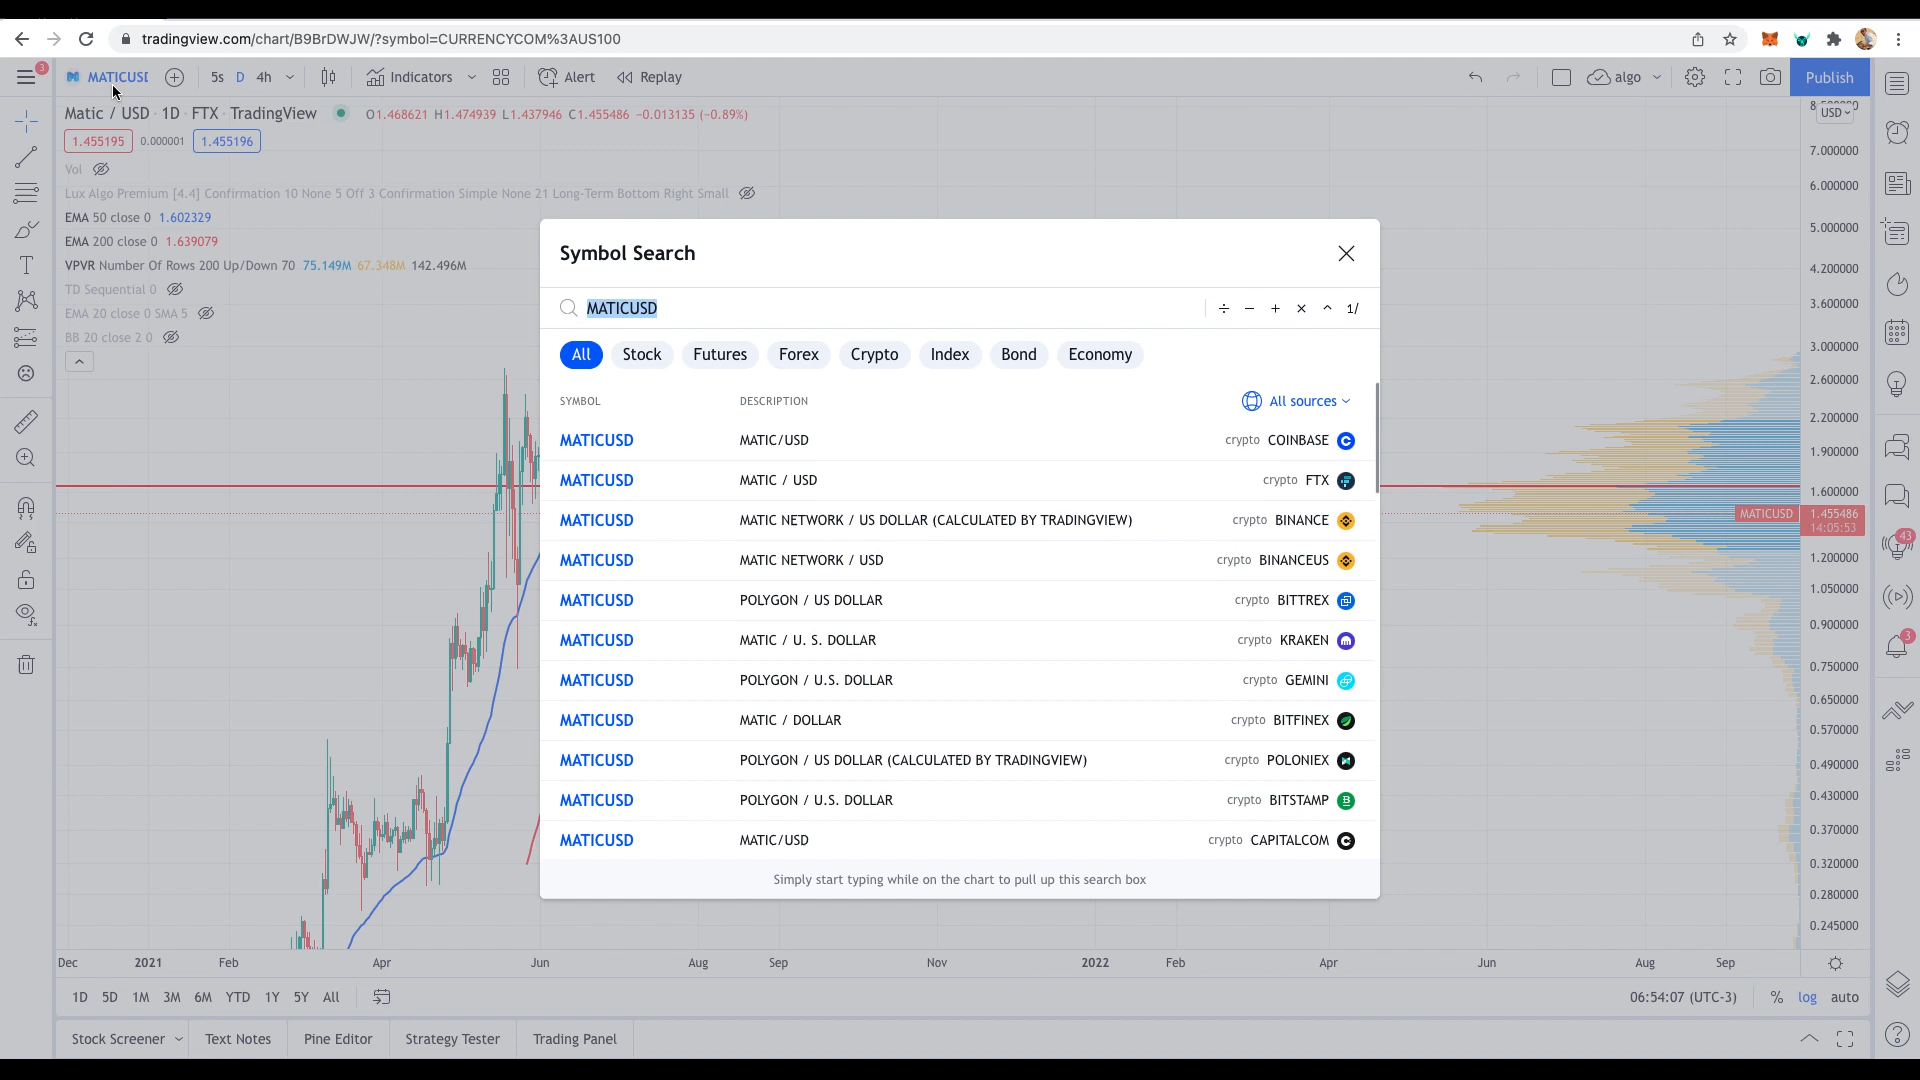 tradingview.com/chart/B9BrDWJW/?symbol=CURRENCYCOM%3AUS100
3 MATICUSI 5s D 4h Indicators Alert Replay algo Publish
Matic / USD · 1D · FTX · TradingView O1.468621 H1.474939 L1.437946 C1.455486 −0.013135 (−0.89%)
USD
1.455195 0.000001 1.455196
Vol
Lux Algo Premium [4.4] Confirmation 10 None 5 Off 3 Confirmation Simple None 21 Long-Term Bottom Right Small
EMA 50 close 0 1.602329
EMA 200 close 0 1.639079
VPVR Number Of Rows 200 Up/Down 70 75.149M 67.348M 142.496M
TD Sequential 0
EMA 20 close 0 SMA 5
BB 20 close 2 0
Symbol Search
MATICUSD ÷ − + × ^ 1/
All Stock Futures Forex Crypto Index Bond Economy
SYMBOL DESCRIPTION All sources
MATICUSD MATIC/USD crypto COINBASE
MATICUSD MATIC / USD crypto FTX
MATICUSD MATIC NETWORK / US DOLLAR (CALCULATED BY TRADINGVIEW) crypto BINANCE
MATICUSD MATIC NETWORK / USD crypto BINANCEUS
MATICUSD POLYGON / US DOLLAR crypto BITTREX
MATICUSD MATIC / U. S. DOLLAR crypto KRAKEN
MATICUSD POLYGON / U.S. DOLLAR crypto GEMINI
MATICUSD MATIC / DOLLAR crypto BITFINEX
MATICUSD POLYGON / US DOLLAR (CALCULATED BY TRADINGVIEW) crypto POLONIEX
MATICUSD POLYGON / U.S. DOLLAR crypto BITSTAMP
MATICUSD MATIC/USD crypto CAPITALCOM
Simply start typing while on the chart to pull up this search box
7.000000
6.000000
5.000000
4.200000
3.600000
3.000000
2.600000
2.200000
1.900000
1.600000
MATICUSD 1.455486
14:05:53
1.200000
1.050000
0.900000
0.750000
0.650000
0.570000
0.490000
0.430000
0.370000
0.320000
0.280000
0.245000
43
3
Dec 2021 Feb Apr Jun Aug Sep Nov 2022 Feb Apr Jun Aug Sep
1D 5D 1M 3M 6M YTD 1Y 5Y All 06:54:07 (UTC-3) % log auto
Stock Screener Text Notes Pine Editor Strategy Tester Trading Panel